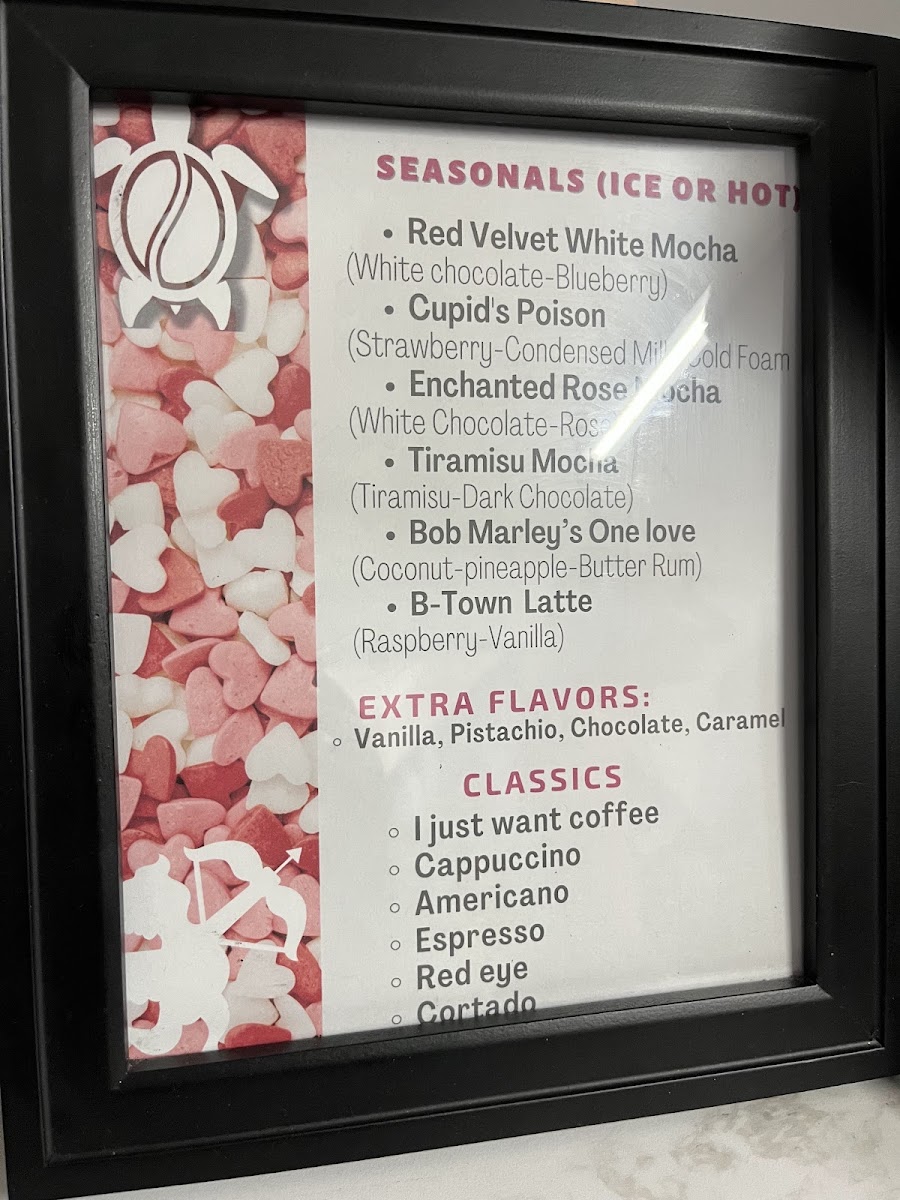 SEASONALS (ICE OR HOT)
• Red Velvet White Mocha
(White chocolate-Blueberry)
• Cupid's Poison
(Strawberry-Condensed Cold Foam
• Enchanted Rose Mocha
(White Chocolate-Rose
• Tiramisu Mocha
(Tiramisu-Dark Chocolate)
• Bob Marley’s One love
(Coconut-pineapple-Butter Rum)
• B-Town Latte
(Raspberry-Vanilla)
EXTRA FLAVORS:
◦ Vanilla, Pistachio, Chocolate, Caramel
CLASSICS
◦ I just want coffee
◦ Cappuccino
◦ Americano
◦ Espresso
◦ Red eye
◦ Cortado